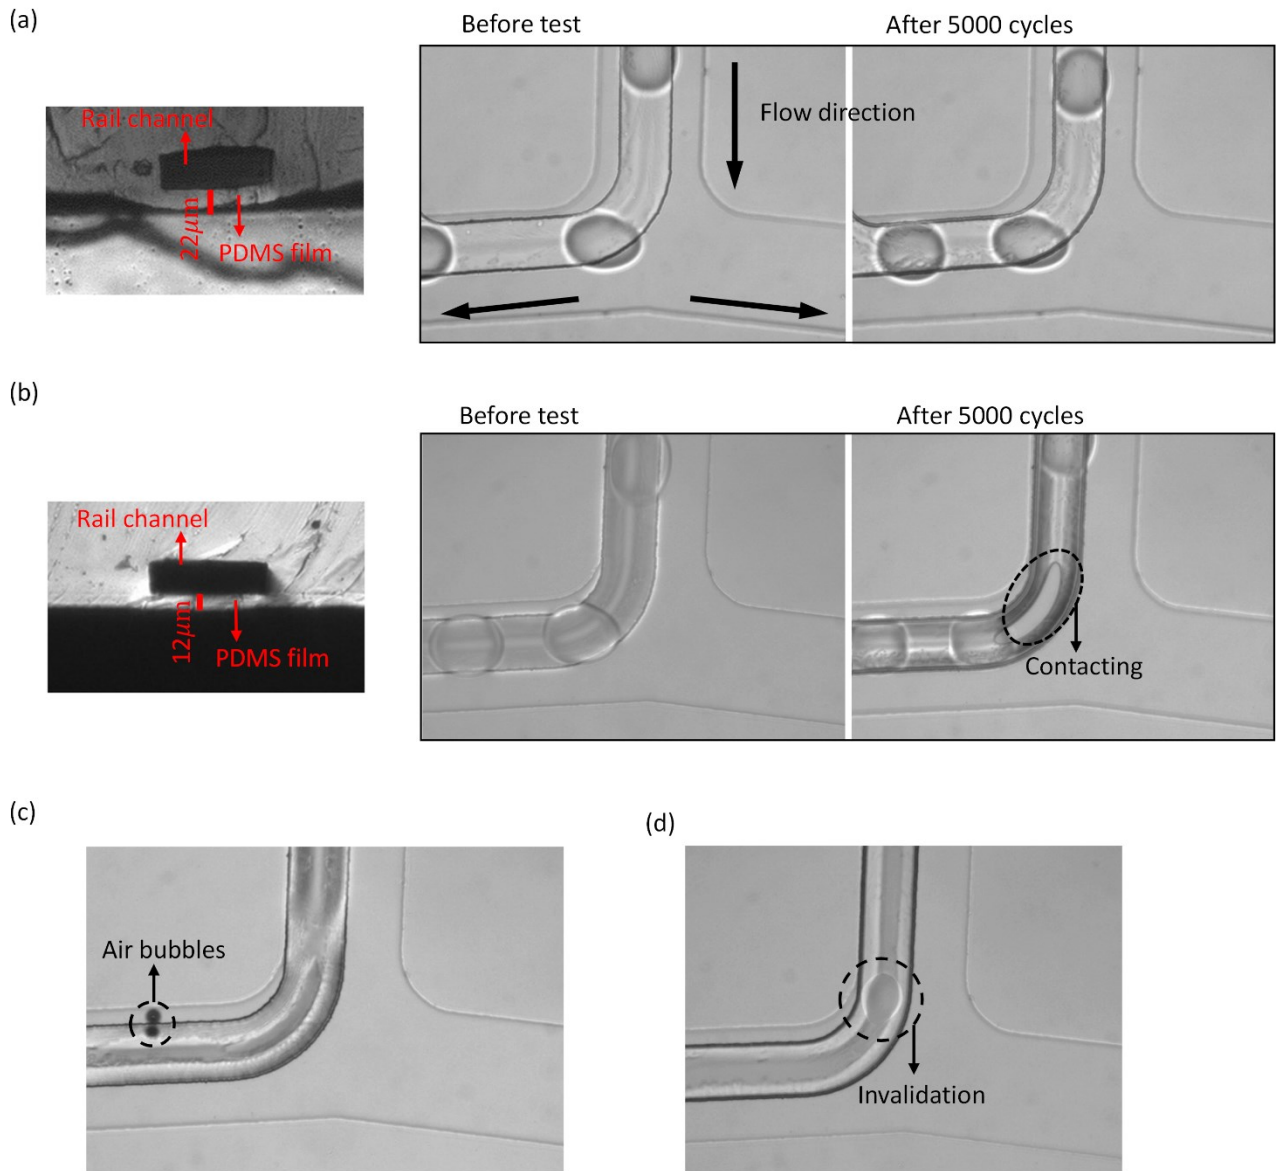 (a)
Before test
After 5000 cycles
Rail channel
Flow direction
22μm
PDMS film
(b)
Before test
After 5000 cycles
Rail channel
12μm
PDMS film
Contacting
(c)
(d)
Air bubbles
Invalidation